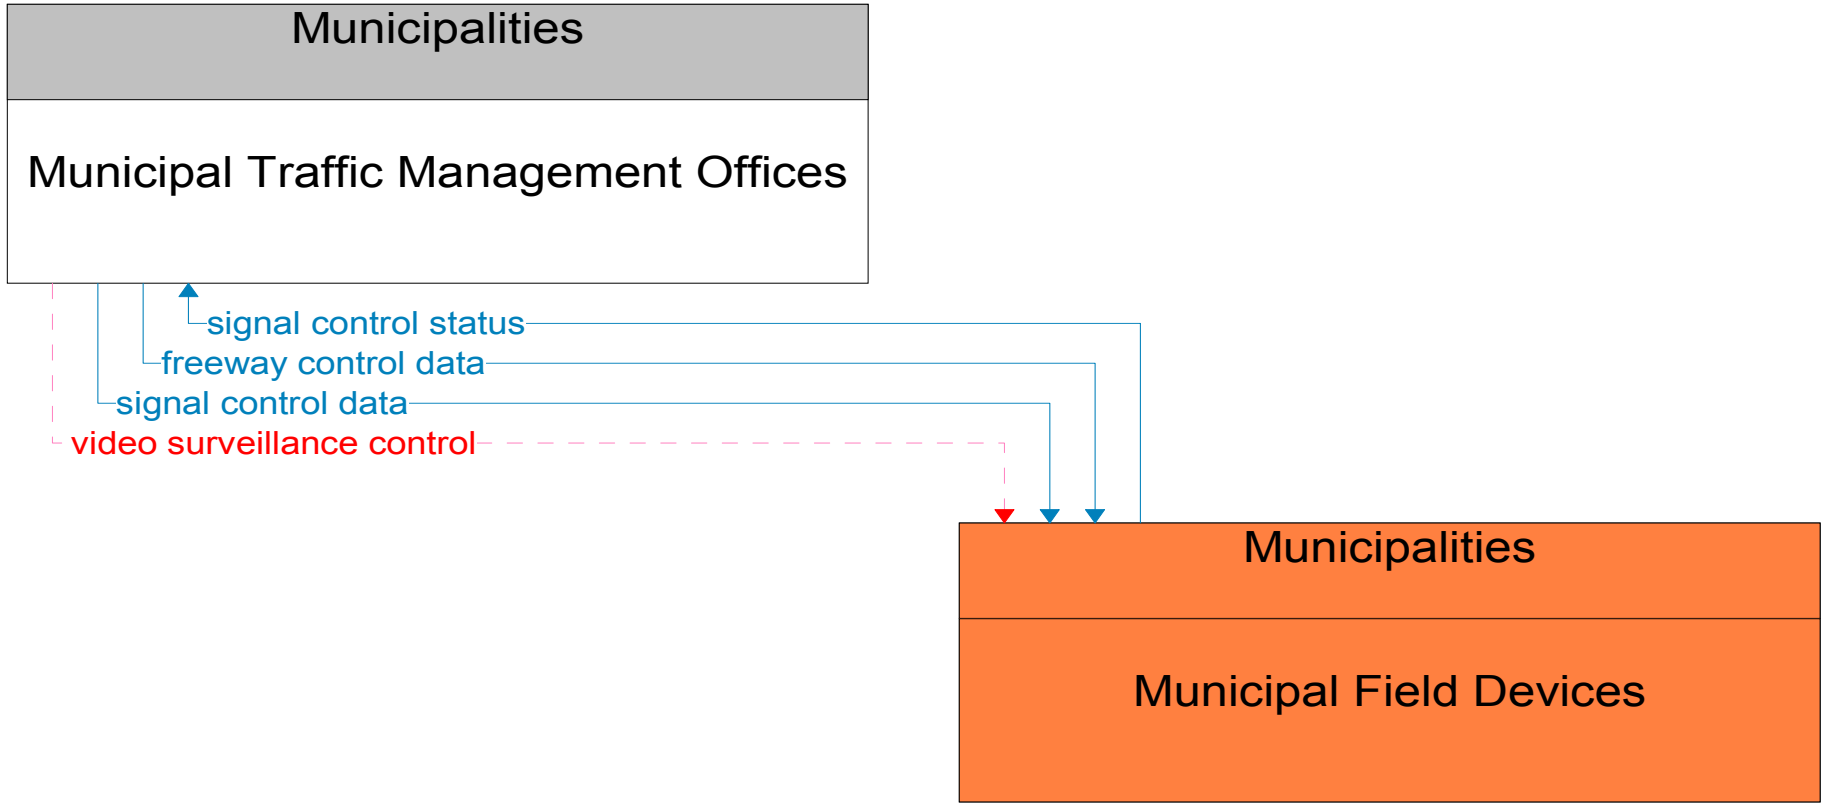 Municipalities
Municipal Traffic Management Offices
signal control status
freeway control data
signal control data
video surveillance control
Municipalities
Municipal Field Devices